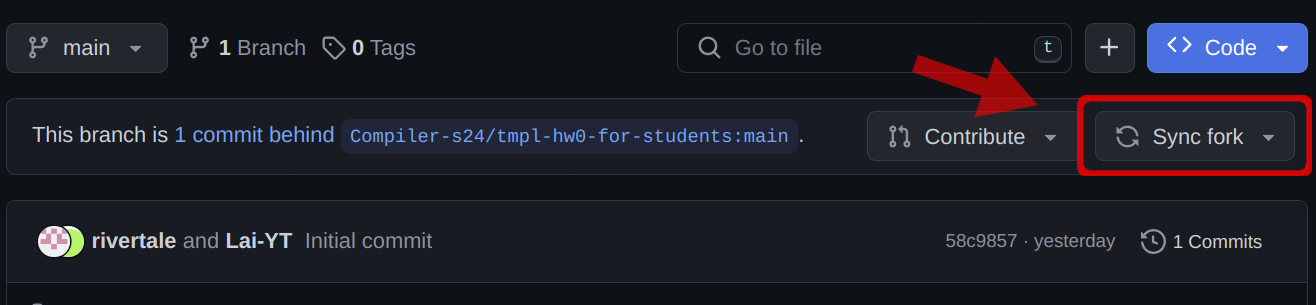 main 1 Branch 0 Tags Go to file t + Code
This branch is 1 commit behind Compiler-s24/tmpl-hw0-for-students:main. Contribute Sync fork
rivertale and Lai-YT Initial commit 58c9857 · yesterday 1 Commits